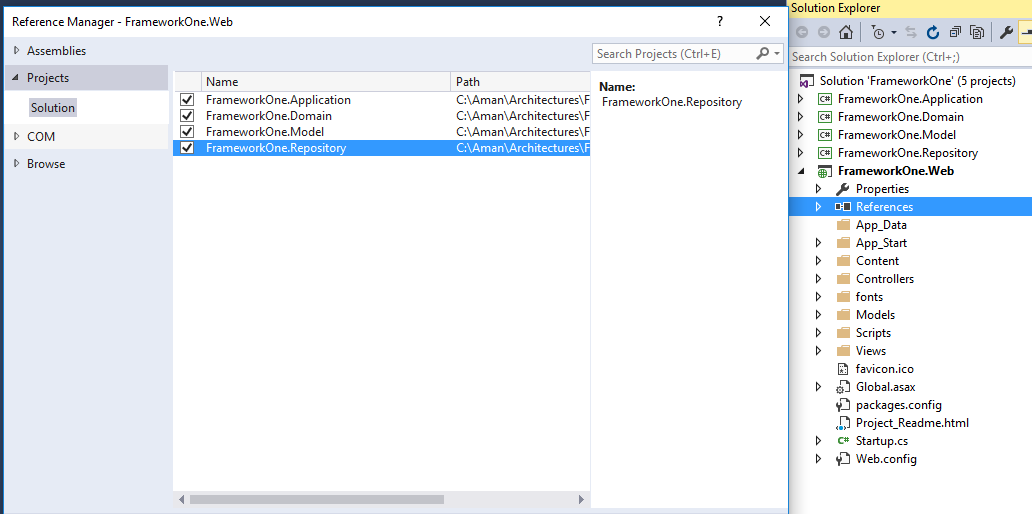 Reference Manager - FrameworkOne.Web
?
Assemblies
Projects
Solution
COM
Browse
Search Projects (Ctrl+E)
Name
Path
FrameworkOne.Application
C:\Aman\Architectures\F
FrameworkOne.Domain
C:\Aman\Architectures\F
FrameworkOne.Model
C:\Aman\Architectures\F
FrameworkOne.Repository
C:\Aman\Architectures\F
Name:
FrameworkOne.Repository
Solution Explorer
Search Solution Explorer (Ctrl+;)
Solution 'FrameworkOne' (5 projects)
C# FrameworkOne.Application
C# FrameworkOne.Domain
C# FrameworkOne.Model
C# FrameworkOne.Repository
FrameworkOne.Web
Properties
References
App_Data
App_Start
Content
Controllers
fonts
Models
Scripts
Views
favicon.ico
Global.asax
packages.config
Project_Readme.html
C# Startup.cs
Web.config